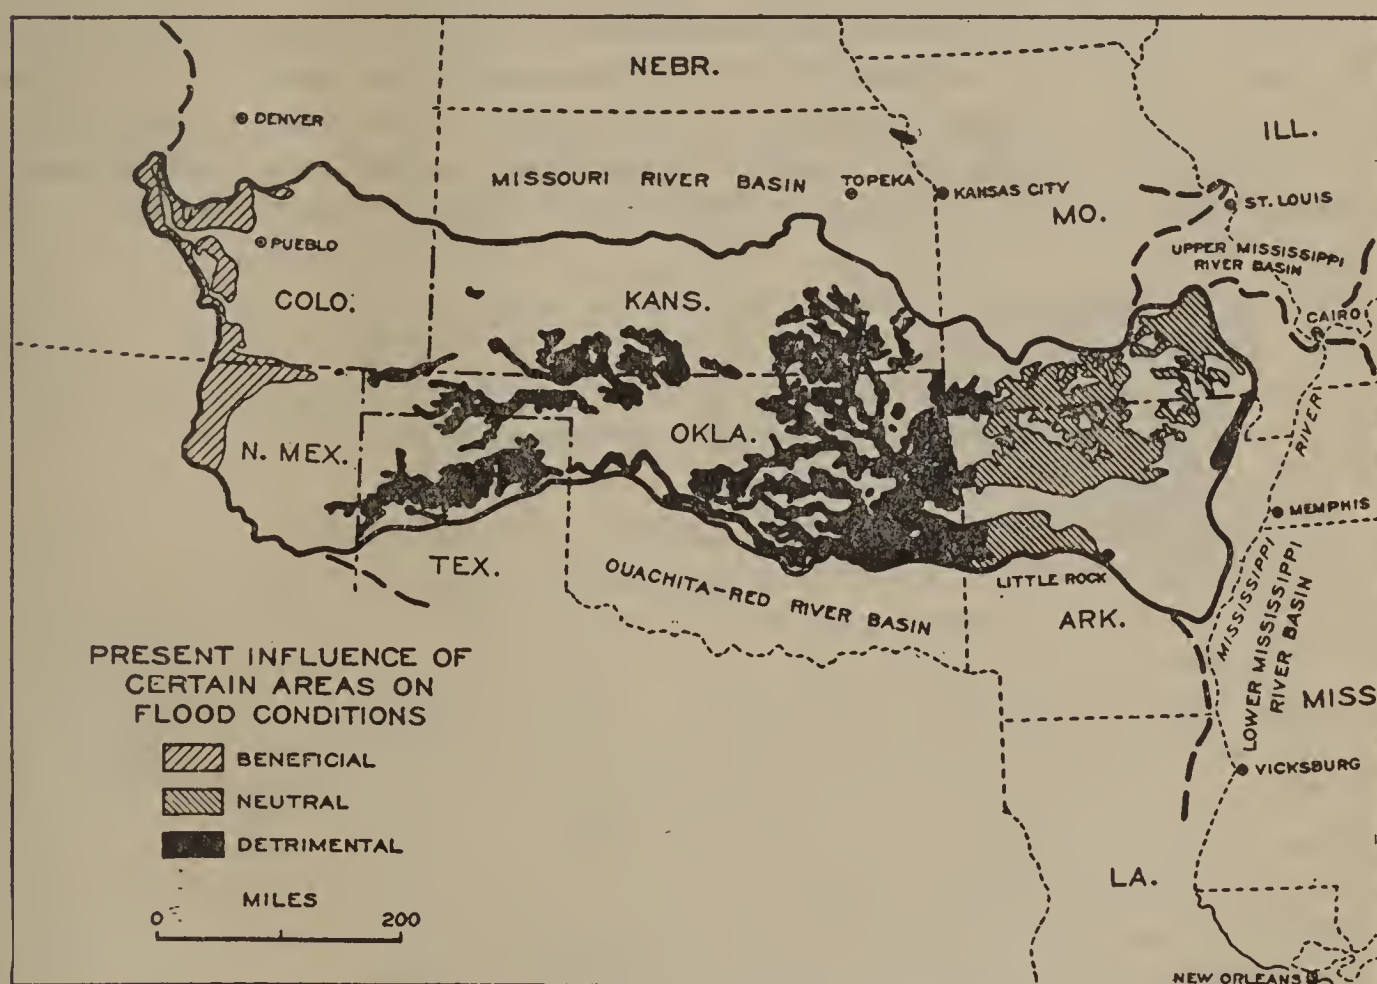 NEBR.
ILL.
DENVER
MISSOURI RIVER BASIN
TOPEKA
KANSAS CITY
MO.
ST. LOUIS
PUEBLO
UPPER MISSISSIPPI
RIVER BASIN
COLO.
KANS.
CAIRO
N. MEX.
OKLA.
RIVER
MEMPHIS
TEX.
OUACHITA-RED RIVER BASIN
LITTLE ROCK
ARK.
MISSISSIPPI
LOWER MISSISSIPPI
RIVER BASIN
MISS
PRESENT INFLUENCE OF
CERTAIN AREAS ON
FLOOD CONDITIONS
BENEFICIAL
NEUTRAL
DETRIMENTAL
VICKSBURG
LA.
MILES
0 200
NEW ORLEANS